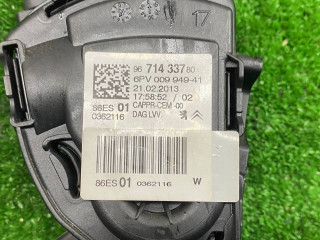 17
96 714 337 80
6PV 009 949-41
21.02.2013
17:58:52 / 02
86ES 01 CAPPR-CEM -00
0362116 DAG LVV
86ES 01 0362116 W